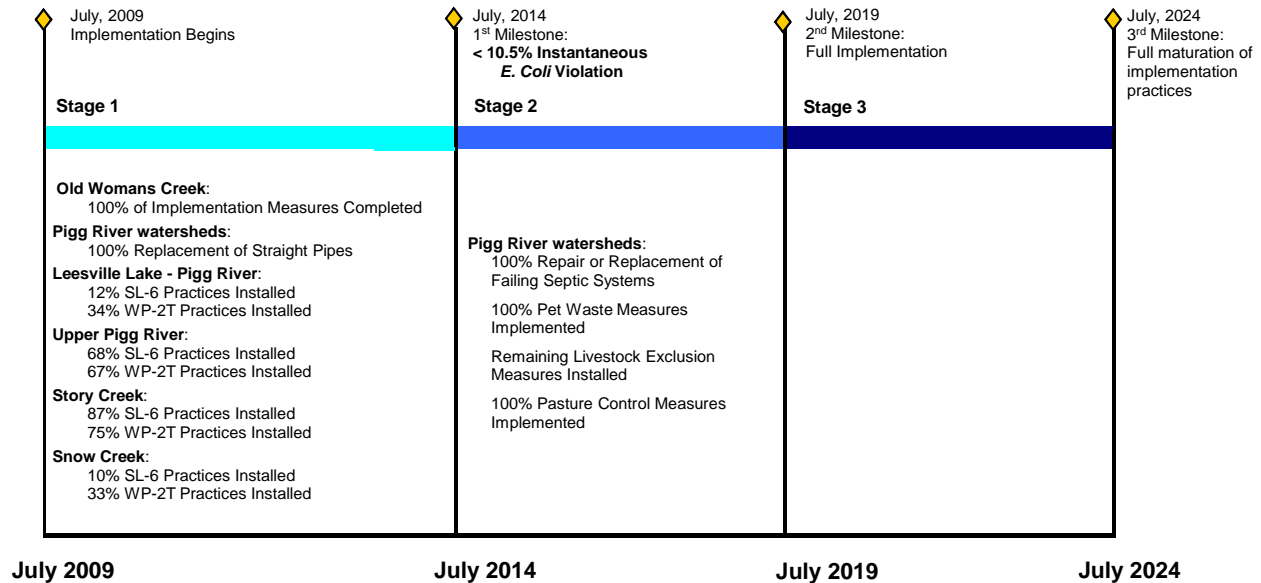 July, 2009
Implementation Begins
July, 2014
1st Milestone:
< 10.5% Instantaneous
E. Coli Violation
July, 2019
2nd Milestone:
Full Implementation
July, 2024
3rd Milestone:
Full maturation of
implementation
practices
Stage 1
Stage 2
Stage 3
Old Womans Creek:
100% of Implementation Measures Completed
Pigg River watersheds:
100% Replacement of Straight Pipes
Leesville Lake - Pigg River:
12% SL-6 Practices Installed
34% WP-2T Practices Installed
Upper Pigg River:
68% SL-6 Practices Installed
67% WP-2T Practices Installed
Story Creek:
87% SL-6 Practices Installed
75% WP-2T Practices Installed
Snow Creek:
10% SL-6 Practices Installed
33% WP-2T Practices Installed
Pigg River watersheds:
100% Repair or Replacement of
Failing Septic Systems
100% Pet Waste Measures
Implemented
Remaining Livestock Exclusion
Measures Installed
100% Pasture Control Measures
Implemented
July 2009
July 2014
July 2019
July 2024